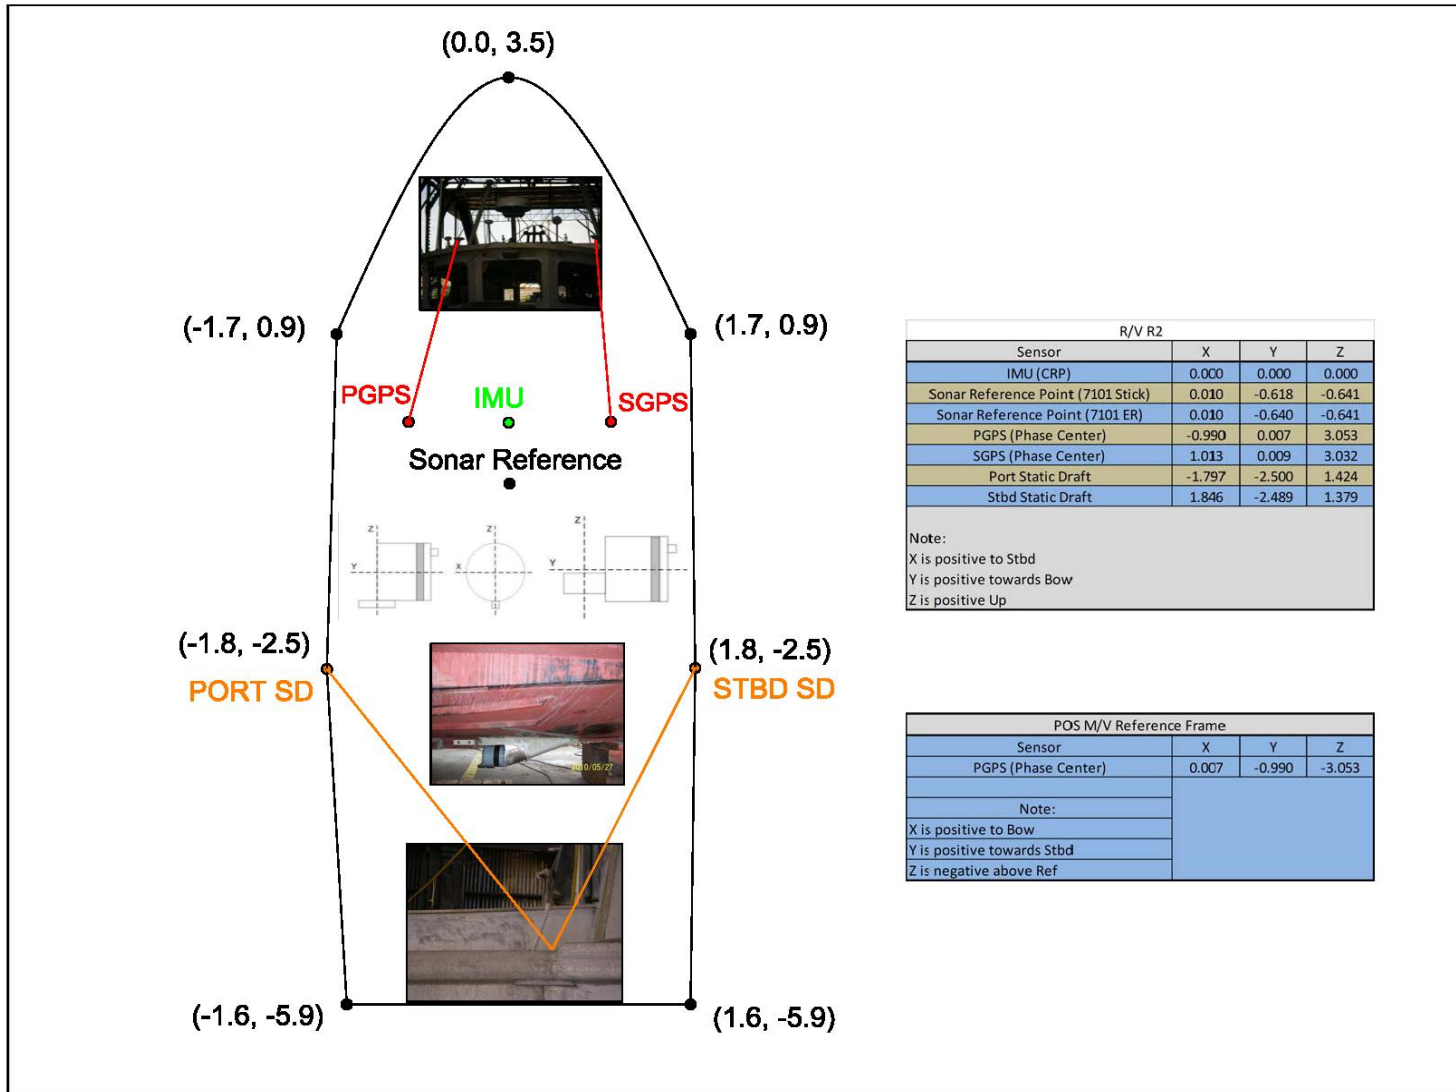 (0.0, 3.5)
(-1.7, 0.9)
(1.7, 0.9)
PGPS
IMU
SGPS
Sonar Reference
Z
Z
Z
Y
X
Y
(-1.8, -2.5)
(1.8, -2.5)
PORT SD
STBD SD
2010/05/27
(-1.6, -5.9)
(1.6, -5.9)
R/V R2
Sensor X Y Z
IMU (CRP) 0.000 0.000 0.000
Sonar Reference Point (7101 Stick) 0.010 -0.618 -0.641
Sonar Reference Point (7101 ER) 0.010 -0.640 -0.641
PGPS (Phase Center) -0.990 0.007 3.053
SGPS (Phase Center) 1.013 0.009 3.032
Port Static Draft -1.797 -2.500 1.424
Stbd Static Draft 1.846 -2.489 1.379
Note:
X is positive to Stbd
Y is positive towards Bow
Z is positive Up
POS M/V Reference Frame
Sensor X Y Z
PGPS (Phase Center) 0.007 -0.990 -3.053
Note:
X is positive to Bow
Y is positive towards Stbd
Z is negative above Ref